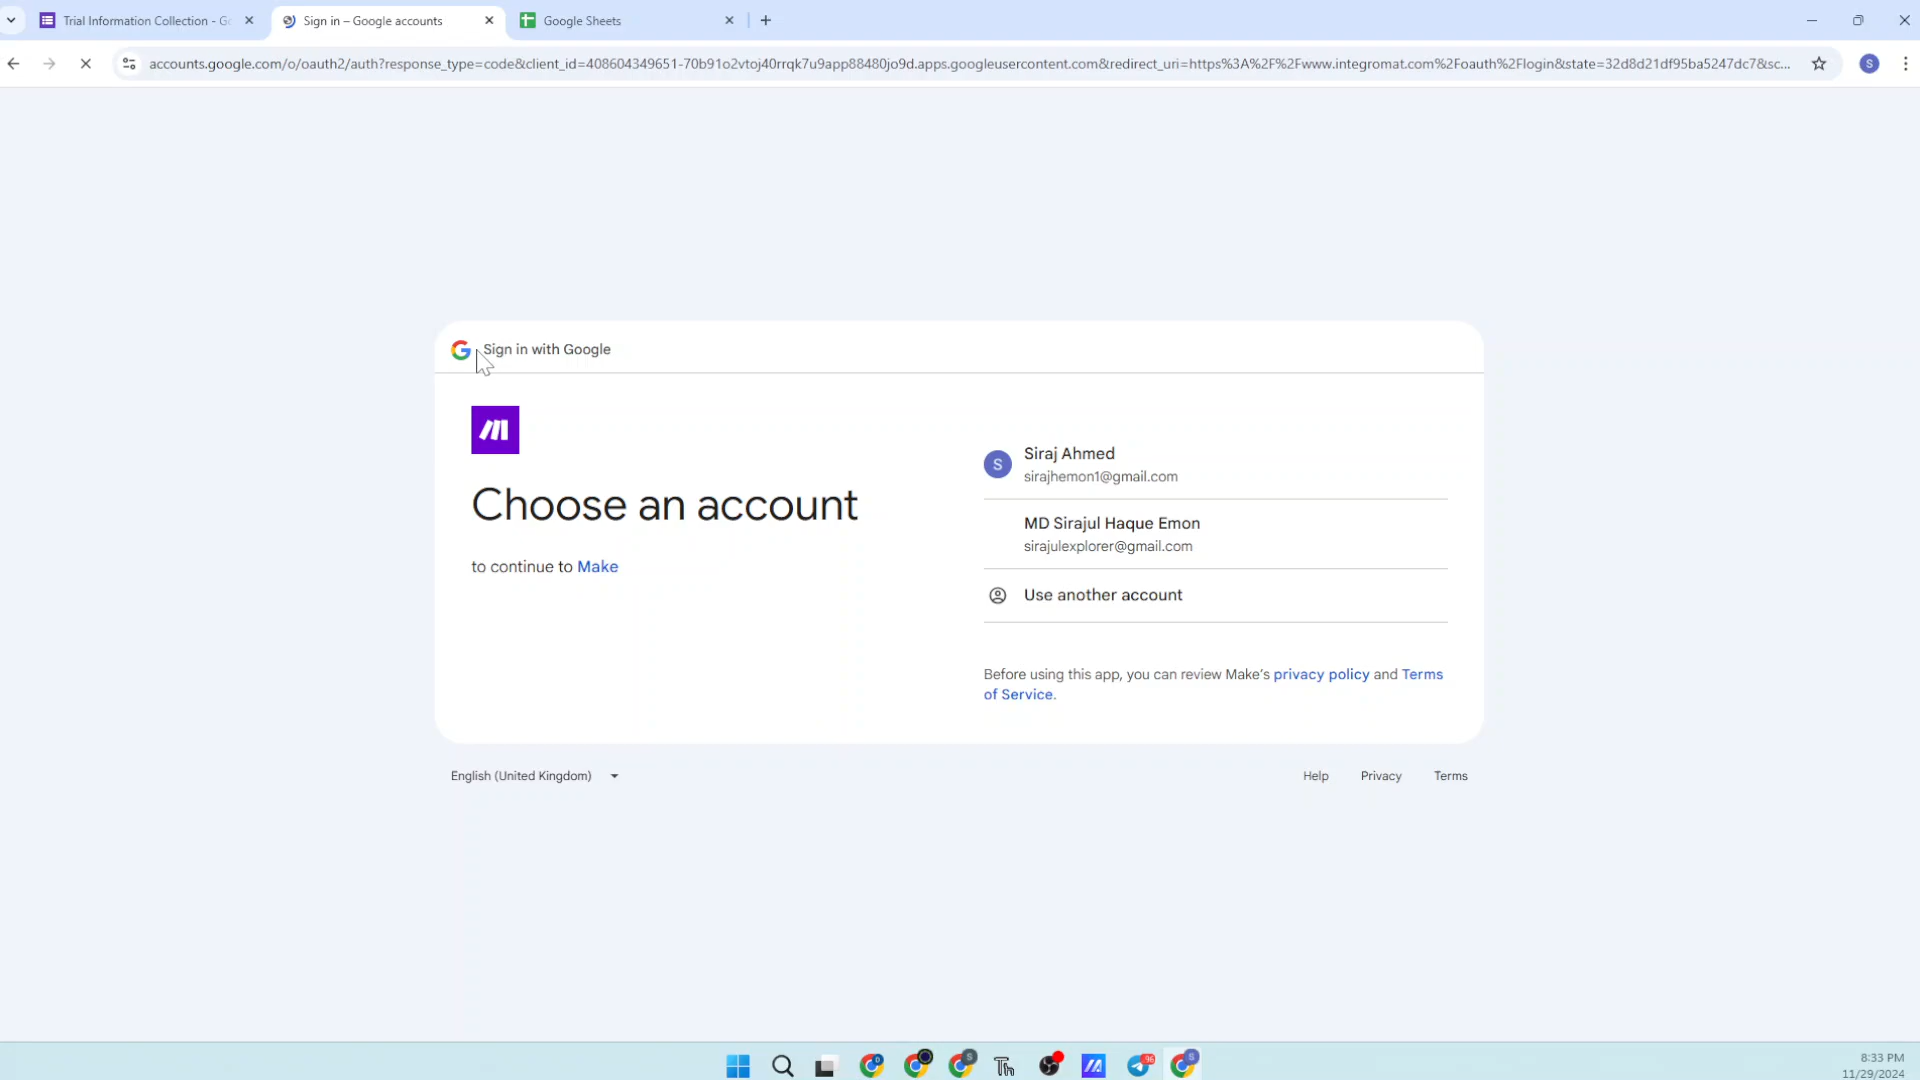 Trial Information Collection - Go
Sign in – Google accounts
Google Sheets
accounts.google.com/o/oauth2/auth?response_type=code&client_id=408604349651-70b91o2vtoj40rrqk7u9app88480jo9d.apps.googleusercontent.com&redirect_uri=https%3A%2F%2Fwww.integromat.com%2Foauth%2Flogin&state=32d8d21df95ba5247dc7&sc...
S
Sign in with Google
Choose an account
to continue to Make
S
Siraj Ahmed
sirajhemon1@gmail.com
MD Sirajul Haque Emon
sirajulexplorer@gmail.com
Use another account
Before using this app, you can review Make's privacy policy and Terms
of Service.
English (United Kingdom)
Help
Privacy
Terms
96
8:33 PM
11/29/2024